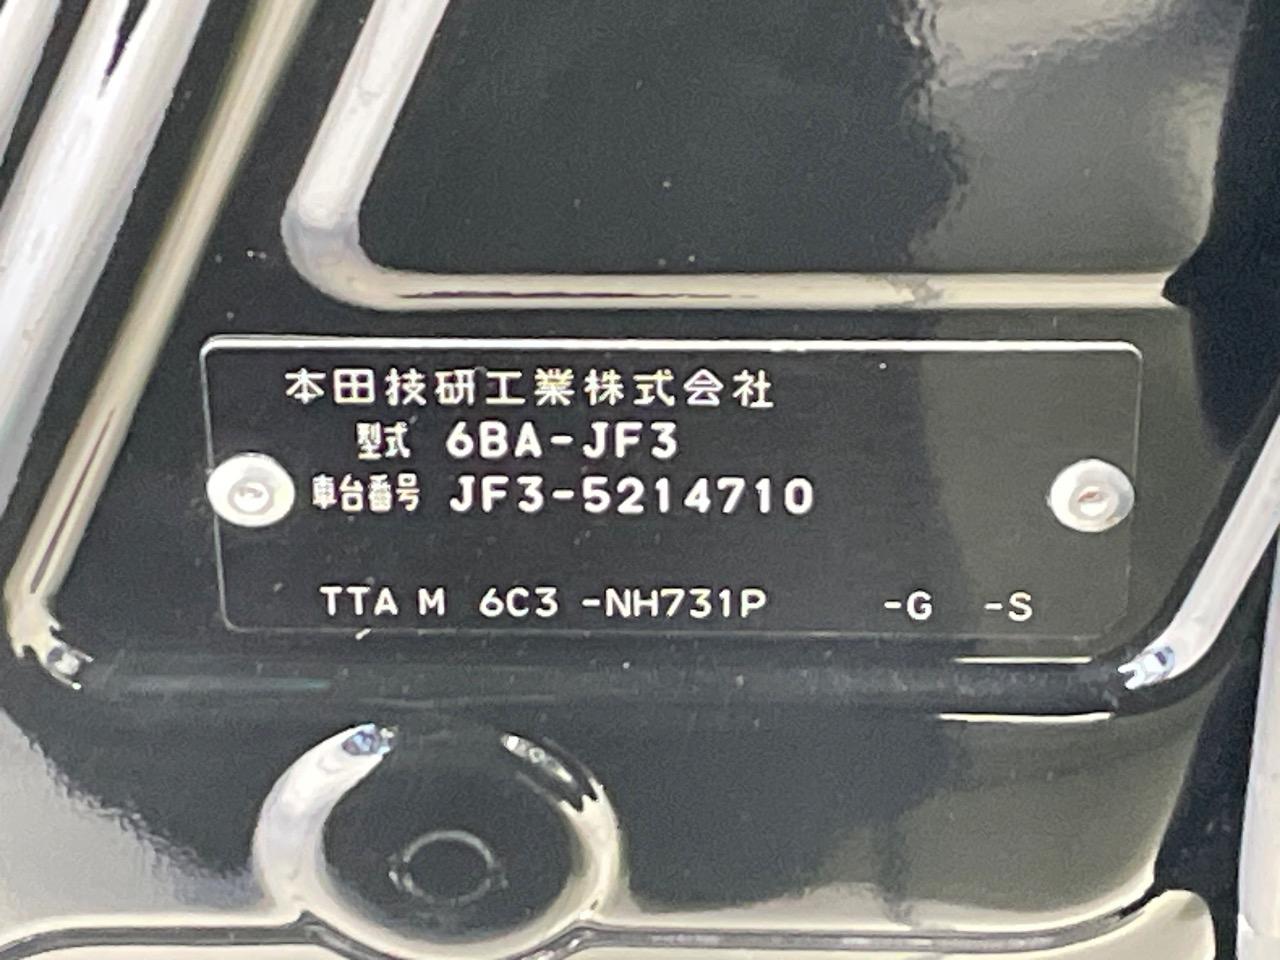 本田技研工業株式会社
型式 6BA-JF3
車台番号 JF3-5214710
TTA M 6C3 -NH731P -G -S